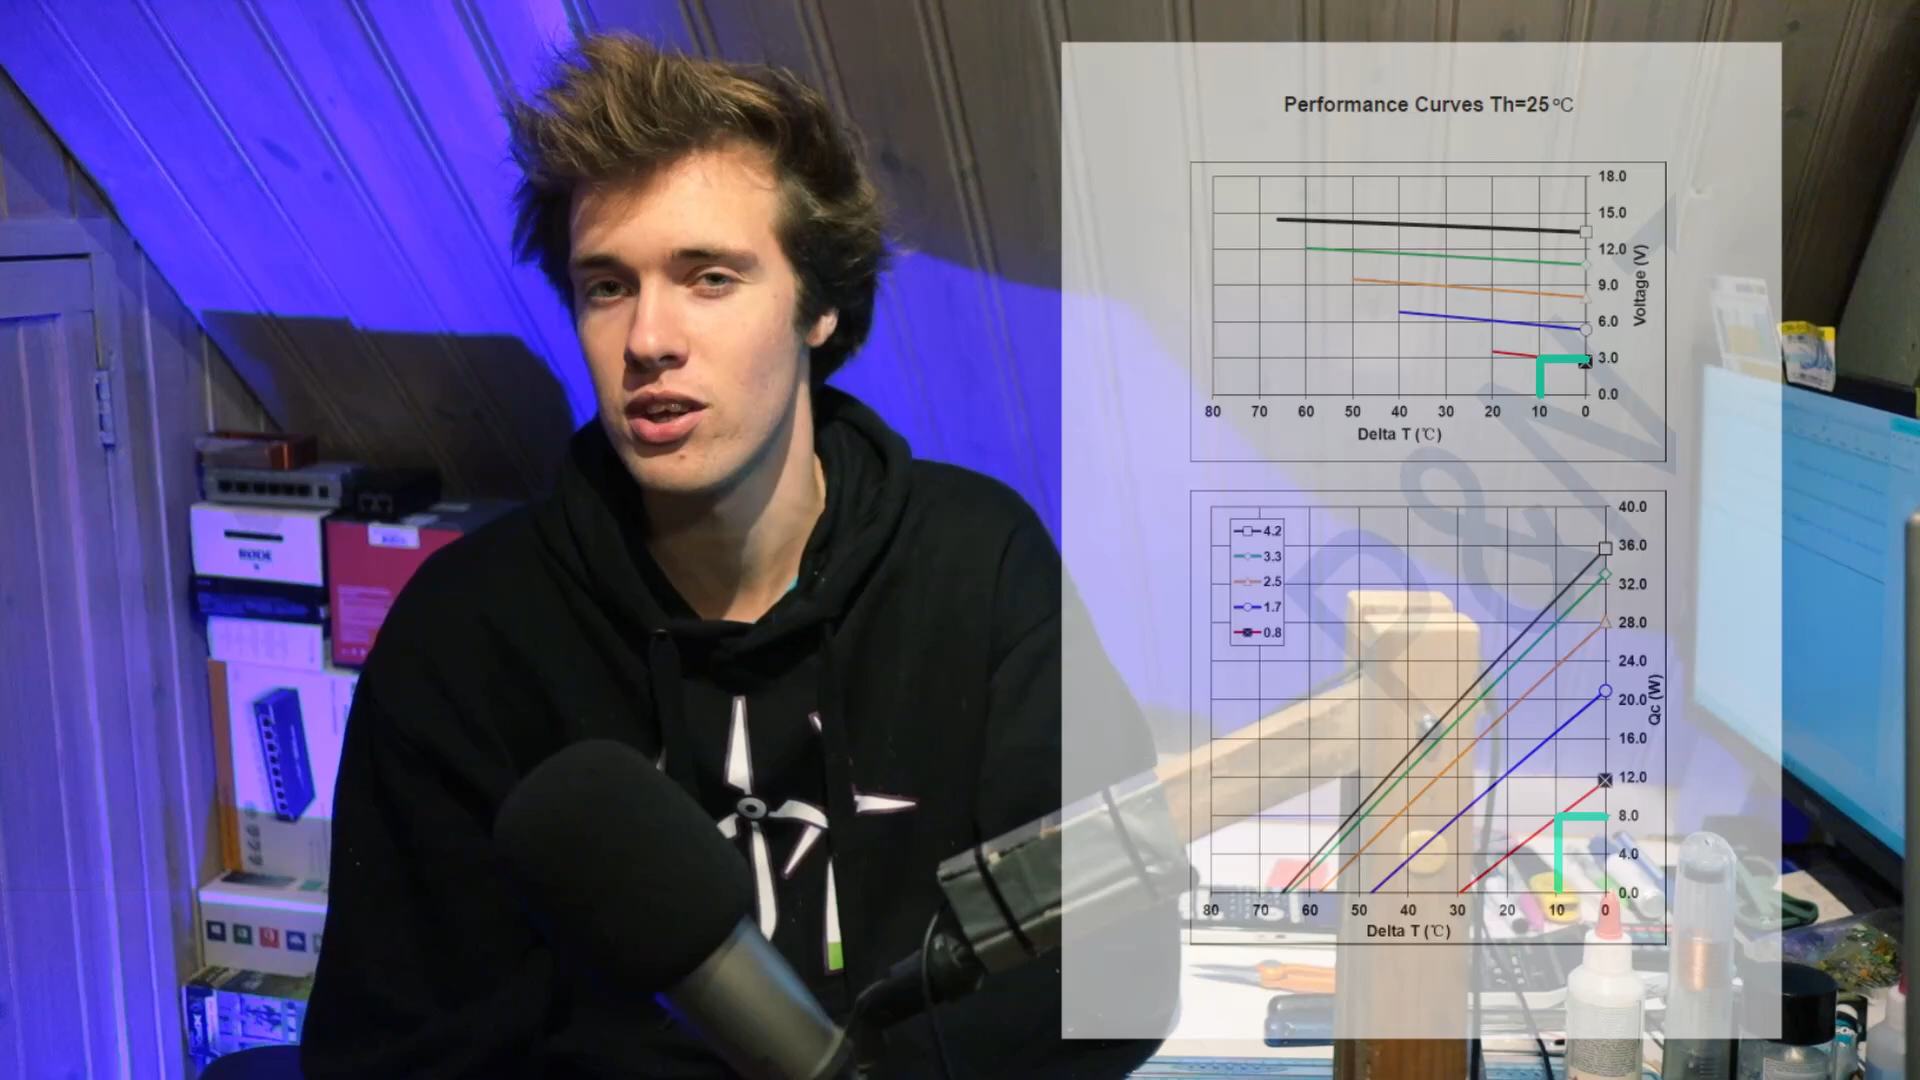 RØDE
Performance Curves Th=25 °C
18.0
15.0
12.0
9.0
6.0
3.0
0.0
Voltage (V)
80 70 60 50 40 30 20 10 0
Delta T (℃)
P&N
40.0
36.0
32.0
28.0
24.0
20.0
16.0
12.0
8.0
4.0
0.0
Qc (W)
4.2
3.3
2.5
1.7
0.8
80 70 60 50 40 30 20 10 0
Delta T (℃)